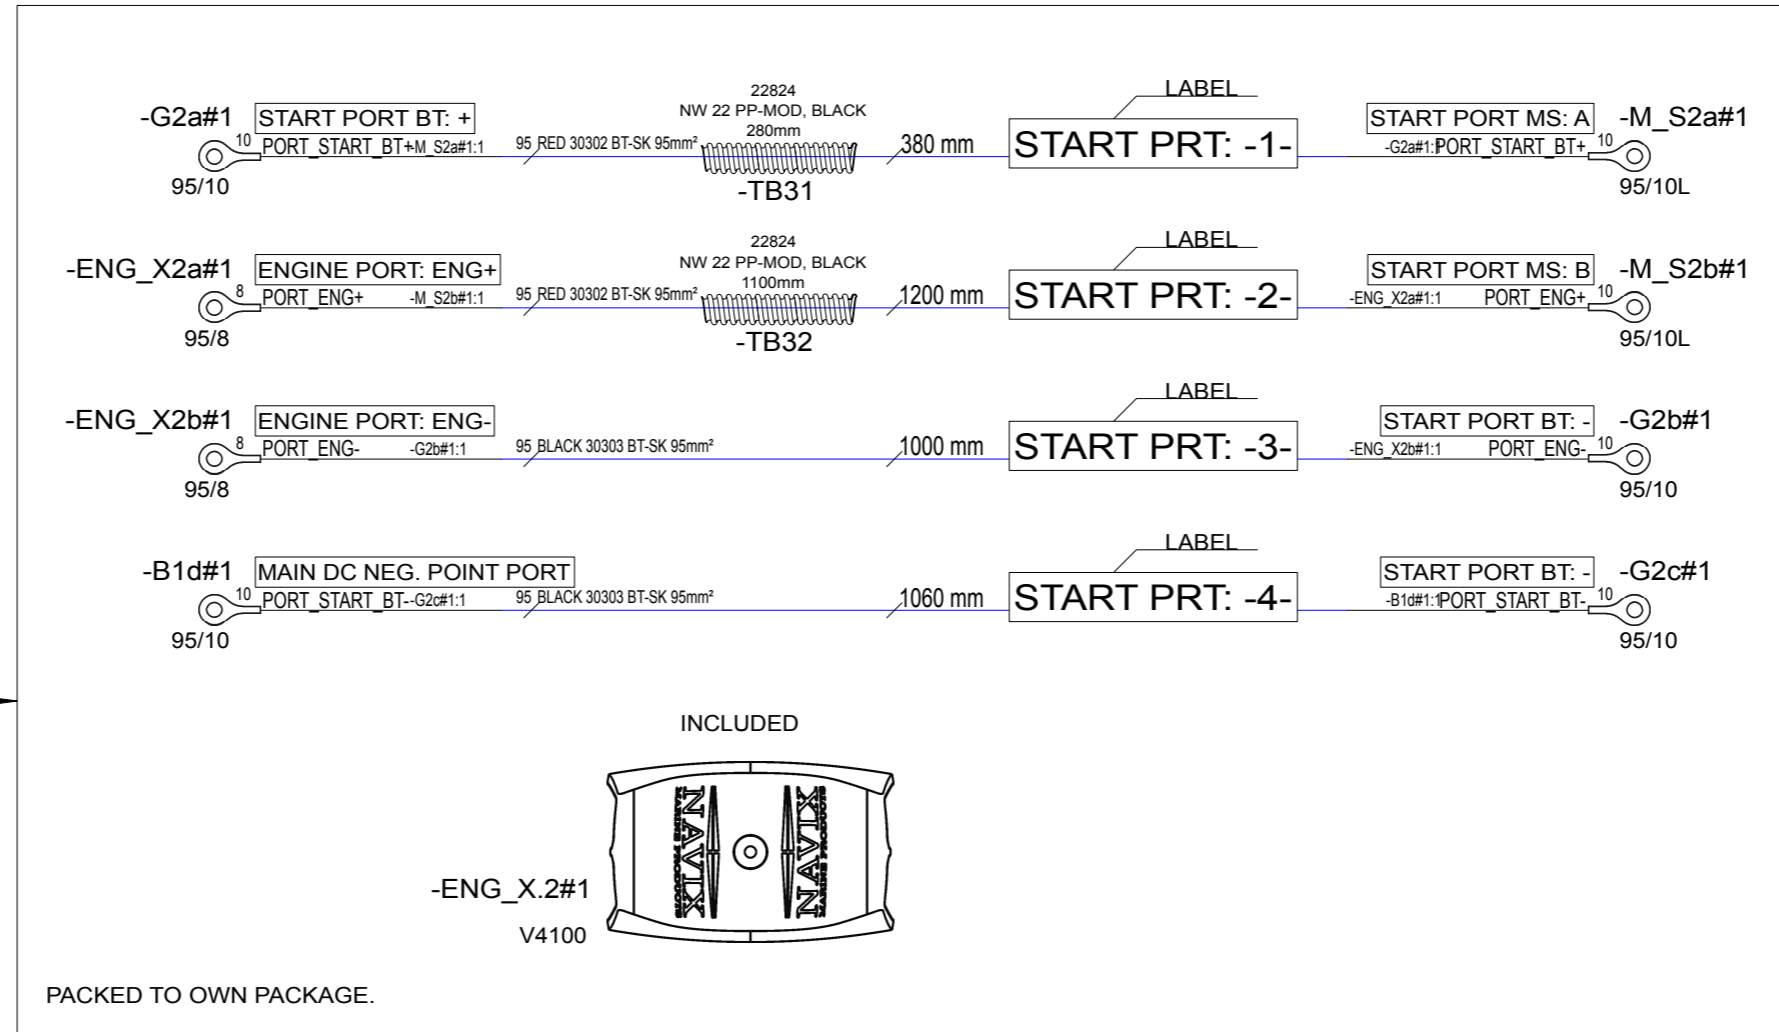 22824
LABEL
-G2a#1 START PORT BT: + NW 22 PP-MOD, BLACK START PORT MS: A -M_S2a#1
280mm
10 PORT_START_BT+ -M_S2a#1:1 95 RED 30302 BT-SK 95mm² 380 mm START PRT: -1- -G2a#1:1 PORT_START_BT+ 10
95/10 -TB31 95/10L
22824
LABEL
-ENG_X2a#1 ENGINE PORT: ENG+ NW 22 PP-MOD, BLACK START PORT MS: B -M_S2b#1
1100mm
8 PORT_ENG+ -M_S2b#1:1 95 RED 30302 BT-SK 95mm² 1200 mm START PRT: -2- -ENG_X2a#1:1 PORT_ENG+ 10
95/8 -TB32 95/10L
LABEL
-ENG_X2b#1 ENGINE PORT: ENG- START PORT BT: - -G2b#1
8 PORT_ENG- -G2b#1:1 95 BLACK 30303 BT-SK 95mm² 1000 mm START PRT: -3- -ENG_X2b#1:1 PORT_ENG- 10
95/8 95/10
LABEL
-B1d#1 MAIN DC NEG. POINT PORT START PORT BT: - -G2c#1
10 PORT_START_BT- -G2c#1:1 95 BLACK 30303 BT-SK 95mm² 1060 mm START PRT: -4- -B1d#1:1 PORT_START_BT- 10
95/10 95/10
INCLUDED
NAVIX
MARINE PRODUCTS
NAVIX
MARINE PRODUCTS
-ENG_X.2#1
V4100
PACKED TO OWN PACKAGE.